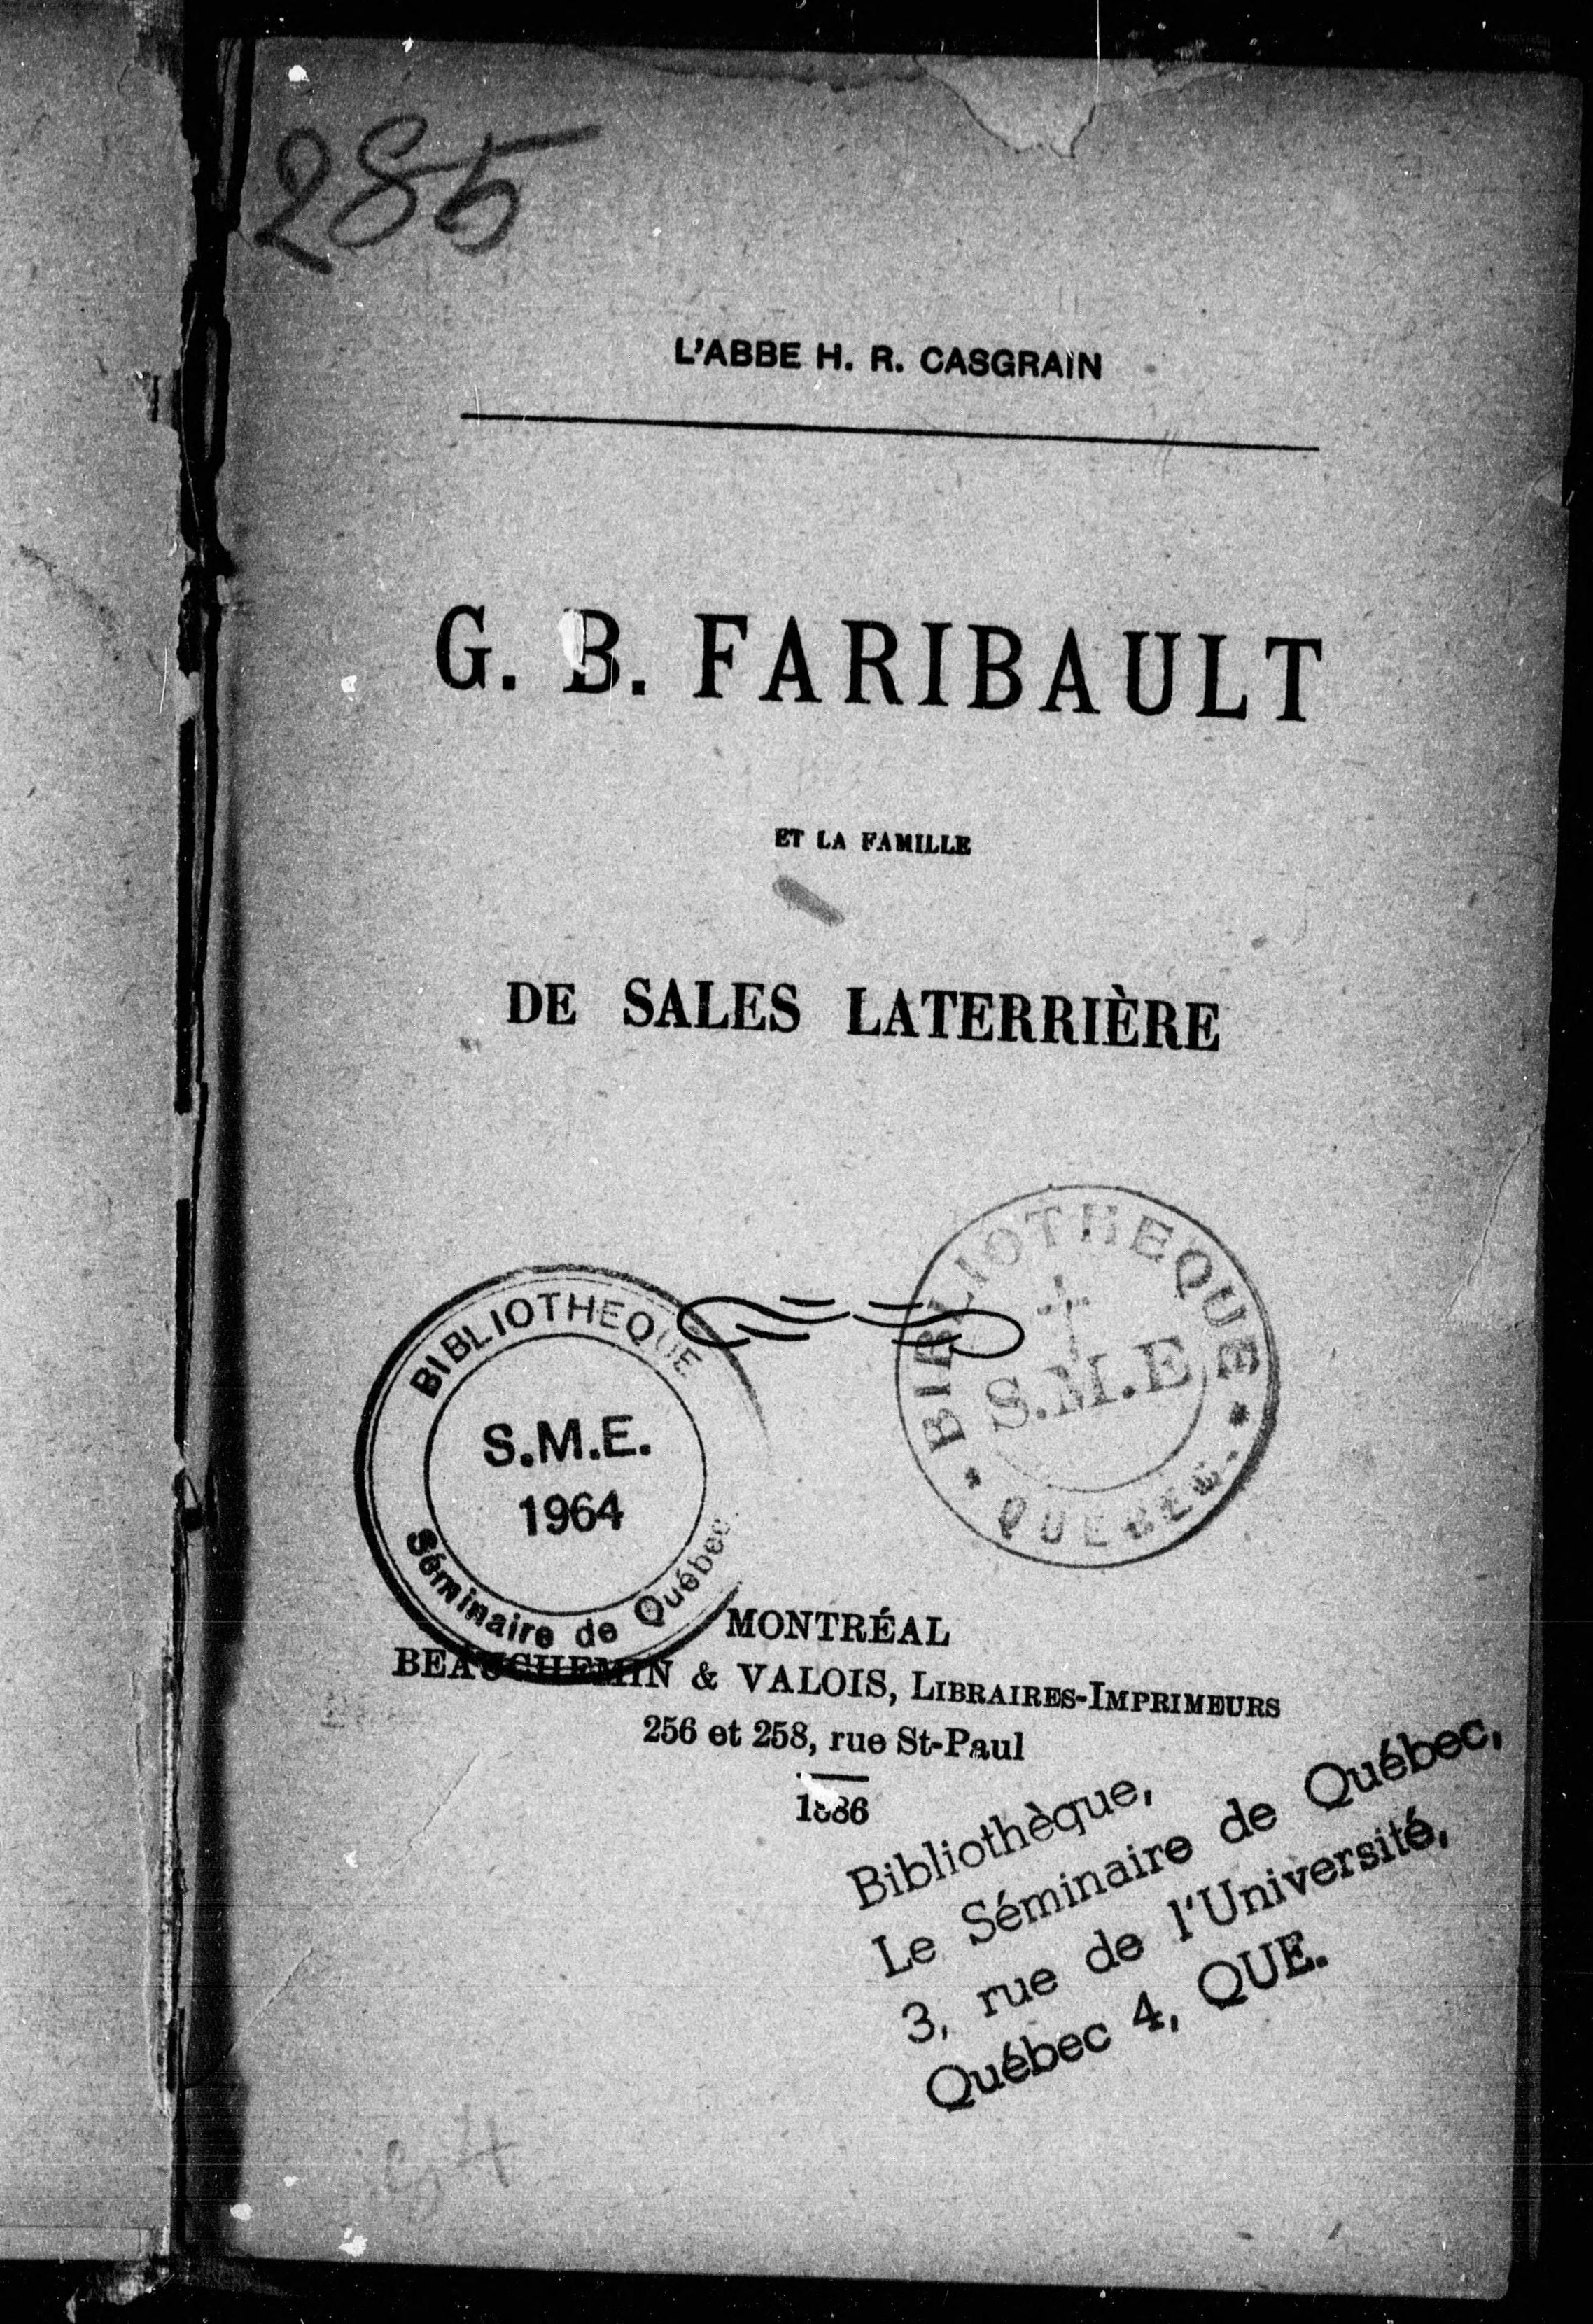 285
L'ABBE H. R. CASGRAIN
G. B. FARIBAULT
ET LA FAMILLE
DE SALES LATERRIÈRE
BIBLIOTHEQUE
S.M.E.
1964
Séminaire de Québec
BIBLIOTHEQUE
S.M.E
* QUEBEC *
MONTRÉAL
BEAUCHEMIN & VALOIS, LIBRAIRES-IMPRIMEURS
256 et 258, rue St-Paul
1886
Bibliothèque,
Le Séminaire de Québec,
3, rue de l'Université,
Québec 4, QUE.